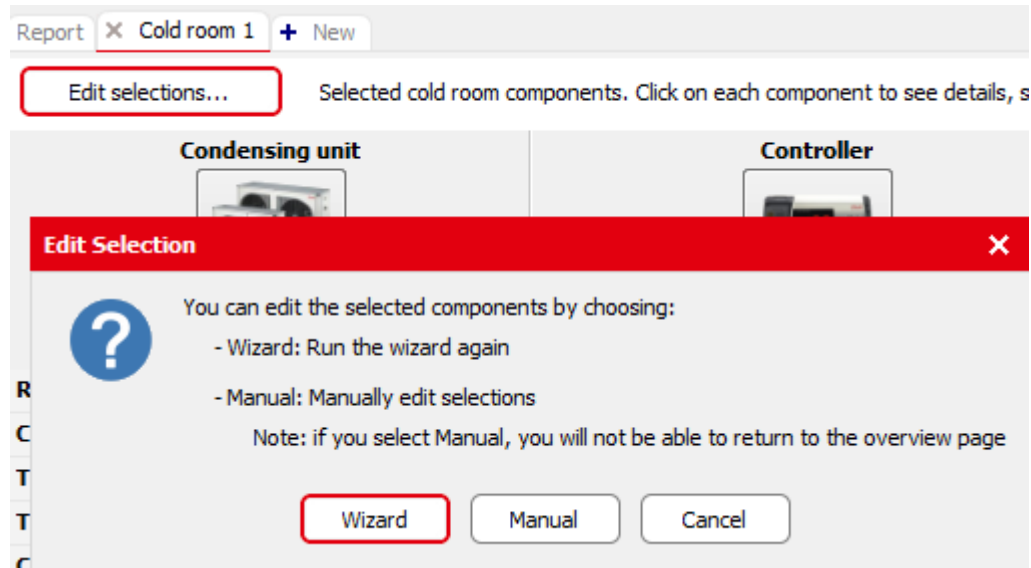 Report × Cold room 1 + New
Edit selections... Selected cold room components. Click on each component to see details, s
Condensing unit Controller
Edit Selection ×
?
You can edit the selected components by choosing:
- Wizard: Run the wizard again
R
- Manual: Manually edit selections
C
Note: if you select Manual, you will not be able to return to the overview page
T
T
Wizard Manual Cancel